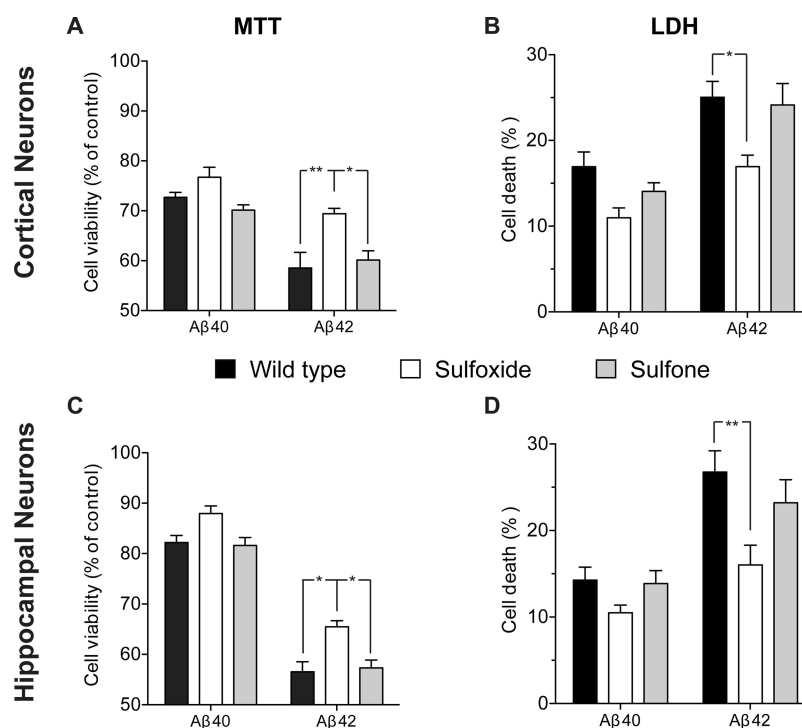 A
MTT
B
LDH
Cortical Neurons
Cell viability (% of control)
100
90
80
70
60
50
** *
Aβ40
Aβ42
Cell death (%)
30
20
10
0
*
Aβ40
Aβ42
Wild type
Sulfoxide
Sulfone
C
D
Hippocampal Neurons
Cell viability (% of control)
100
90
80
70
60
50
* *
Aβ40
Aβ42
Cell death (%)
30
20
10
0
**
Aβ40
Aβ42